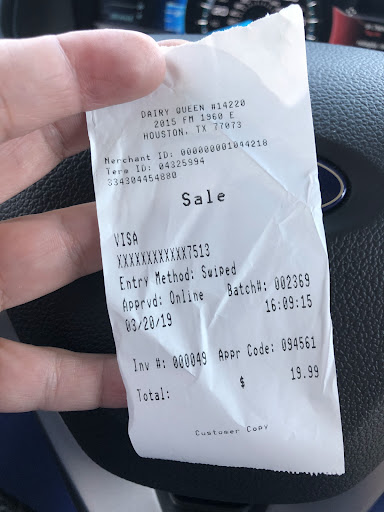 DAIRY QUEEN #14220
2015 FM 1960 E
HOUSTON, TX 77073
Merchant ID: 000000001044218
Term ID: 04325994
334304454880
Sale
VISA
XXXXXXXXXXXX7513
Entry Method: Swiped
Apprvd: Online Batch#: 002369
03/20/19 16:09:15
Inv #: 000049 Appr Code: 094561
Total: $ 19.99
Customer Copy